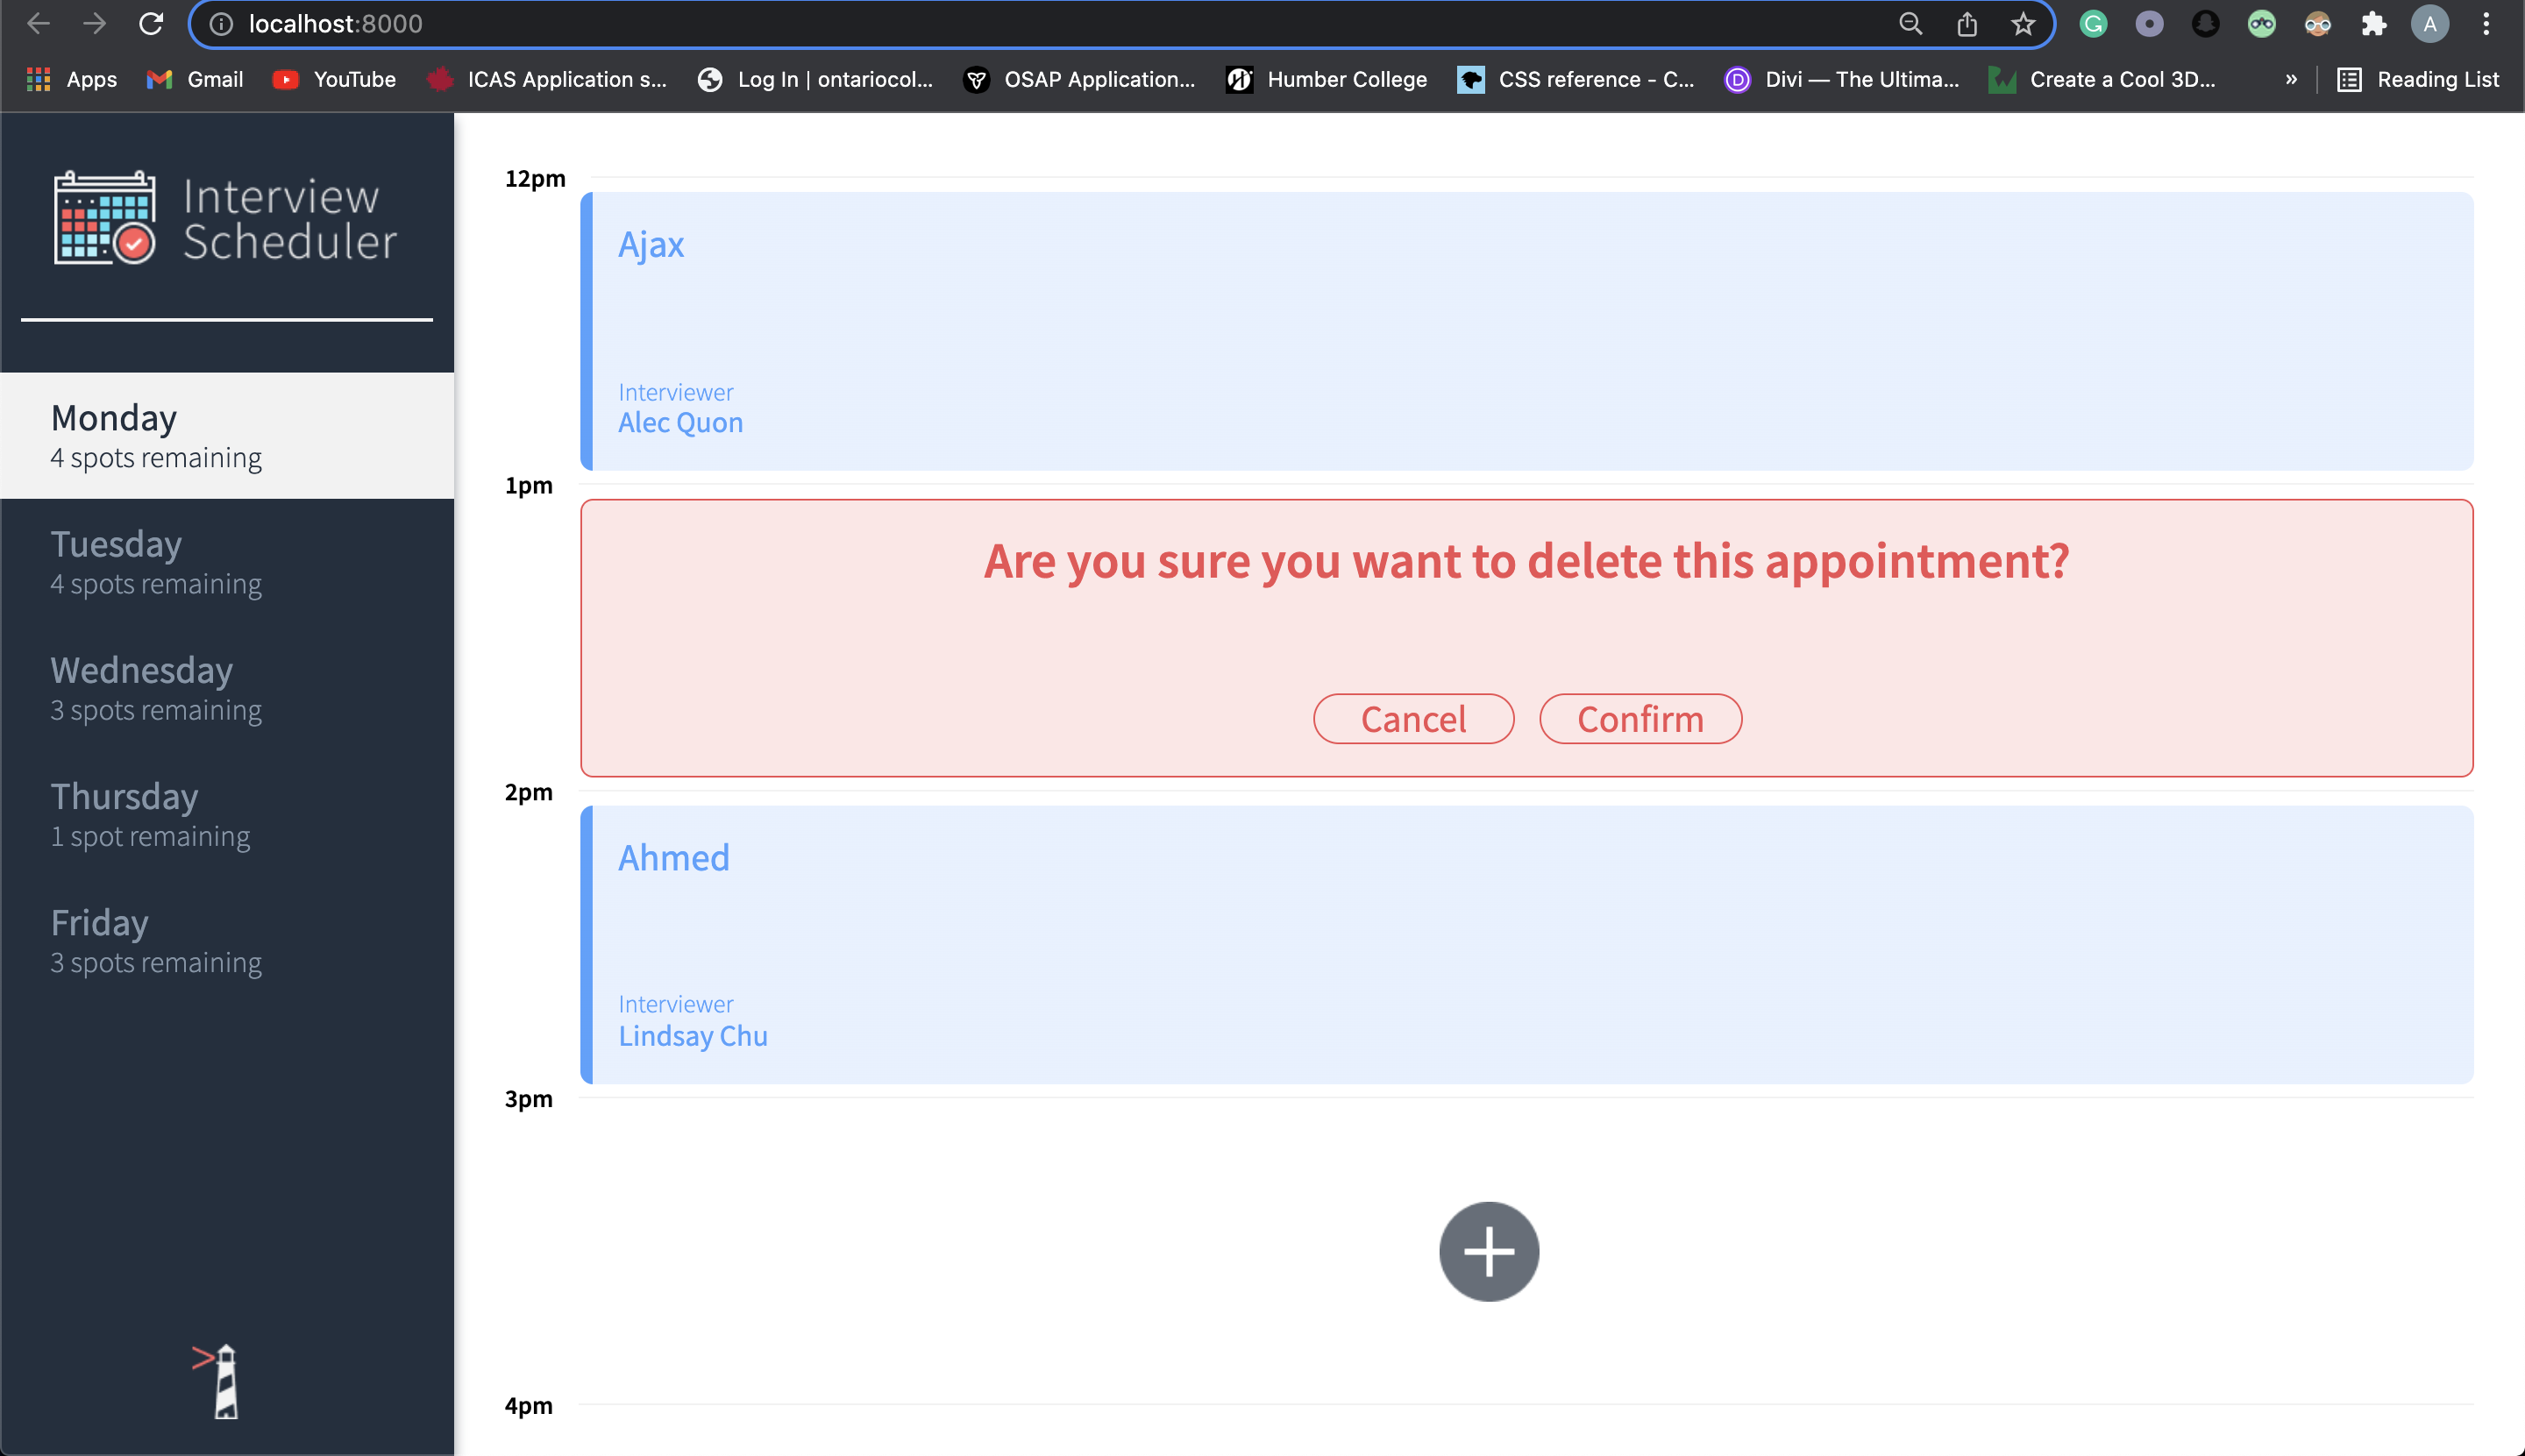 localhost:8000
A
Apps
Gmail
YouTube
ICAS Application s...
Log In | ontariocol...
OSAP Application...
Humber College
CSS reference - C...
Divi — The Ultima...
Create a Cool 3D...
»
Reading List
Interview
Scheduler
Monday
4 spots remaining
Tuesday
4 spots remaining
Wednesday
3 spots remaining
Thursday
1 spot remaining
Friday
3 spots remaining
12pm
Ajax
Interviewer
Alec Quon
1pm
Are you sure you want to delete this appointment?
Cancel
Confirm
2pm
Ahmed
Interviewer
Lindsay Chu
3pm
4pm